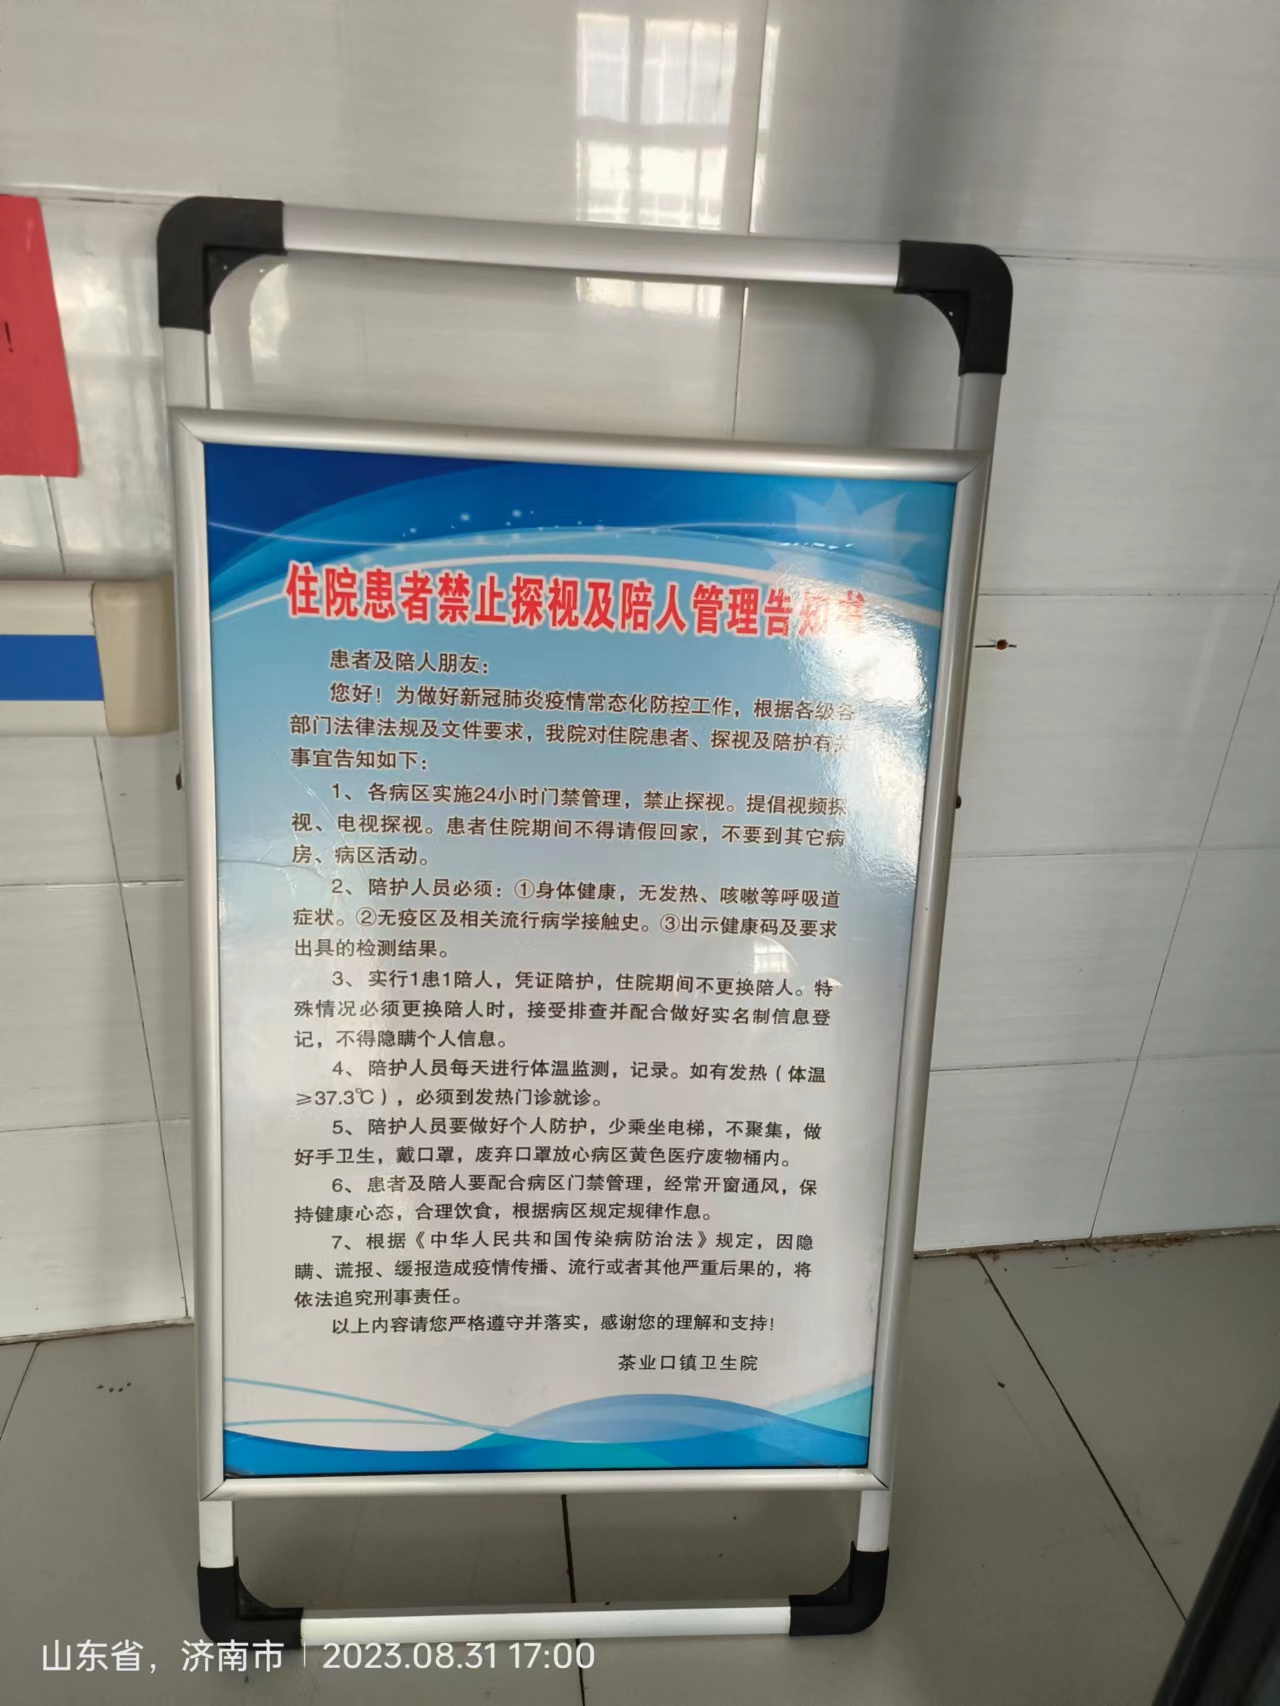 !
住院患者禁止探视及陪人管理告知书
患者及陪人朋友：
您好！为做好新冠肺炎疫情常态化防控工作，根据各级各
部门法律法规及文件要求，我院对住院患者、探视及陪护有关
事宜告知如下：
1、各病区实施24小时门禁管理，禁止探视。提倡视频探
视、电视探视。患者住院期间不得请假回家，不要到其它病
房、病区活动。
2、陪护人员必须：①身体健康，无发热、咳嗽等呼吸道
症状。②无疫区及相关流行病学接触史。③出示健康码及要求
出具的检测结果。
3、实行1患1陪人，凭证陪护，住院期间不更换陪人。特
殊情况必须更换陪人时，接受排查并配合做好实名制信息登
记，不得隐瞒个人信息。
4、陪护人员每天进行体温监测，记录。如有发热（体温
≥37.3℃），必须到发热门诊就诊。
5、陪护人员要做好个人防护，少乘坐电梯，不聚集，做
好手卫生，戴口罩，废弃口罩放心病区黄色医疗废物桶内。
6、患者及陪人要配合病区门禁管理，经常开窗通风，保
持健康心态，合理饮食，根据病区规定规律作息。
7、根据《中华人民共和国传染病防治法》规定，因隐
瞒、谎报、缓报造成疫情传播、流行或者其他严重后果的，将
依法追究刑事责任。
以上内容请您严格遵守并落实，感谢您的理解和支持！
茶业口镇卫生院
山东省，济南市 | 2023.08.31 17:00